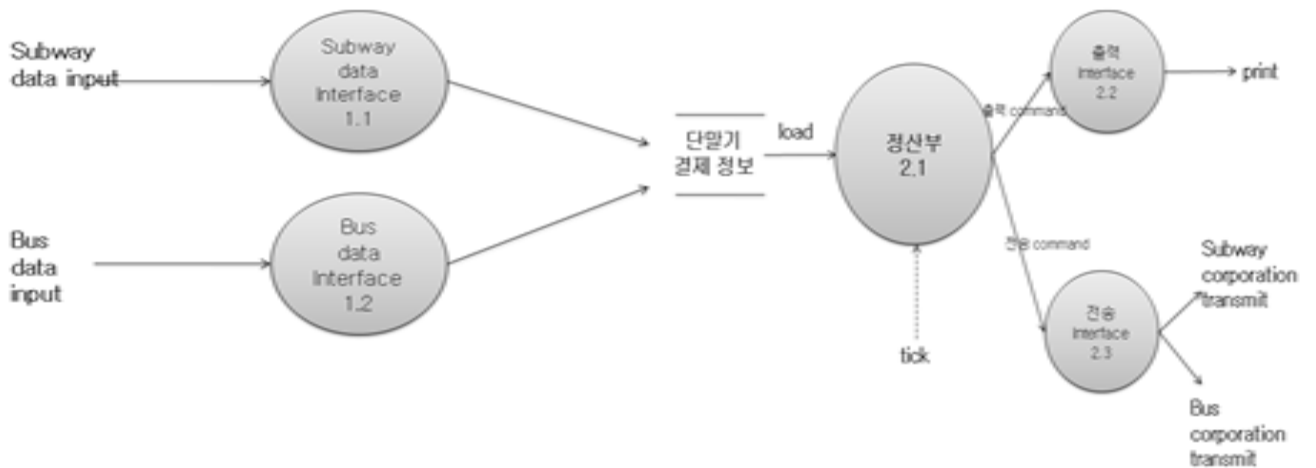 Subway
data input
Subway
data
Interface
1.1
Bus
data
input
Bus
data
Interface
1.2
단말기
결제 정보
load
정산부
2.1
tick
출력 command
출력
Interface
2.2
print
전송 command
전송
Interface
2.3
Subway
corporation
transmit
Bus
corporation
transmit